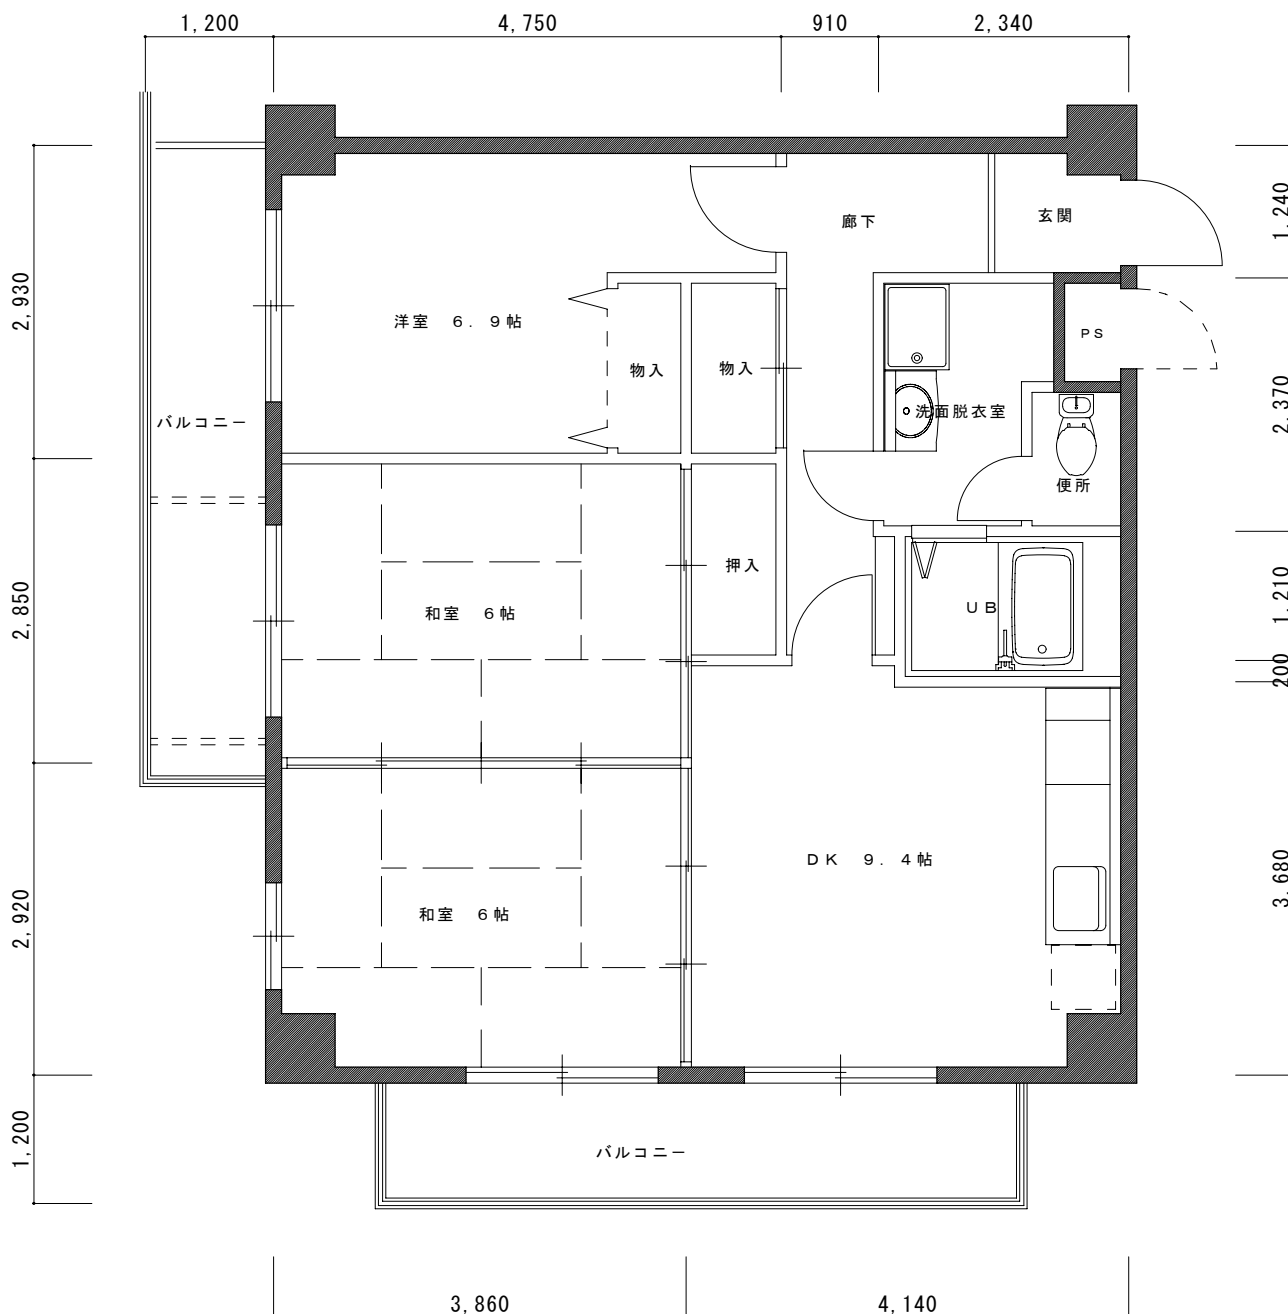 1,200
4,750
910
2,340
廊下
玄関
1,240
2,930
洋室 6.9帖
物入
物入
PS
バルコニー
洗面脱衣室
2,370
便所
押入
2,850
和室 6帖
UB
1,210
200
DK 9.4帖
3,680
2,920
和室 6帖
1,200
バルコニー
3,860
4,140